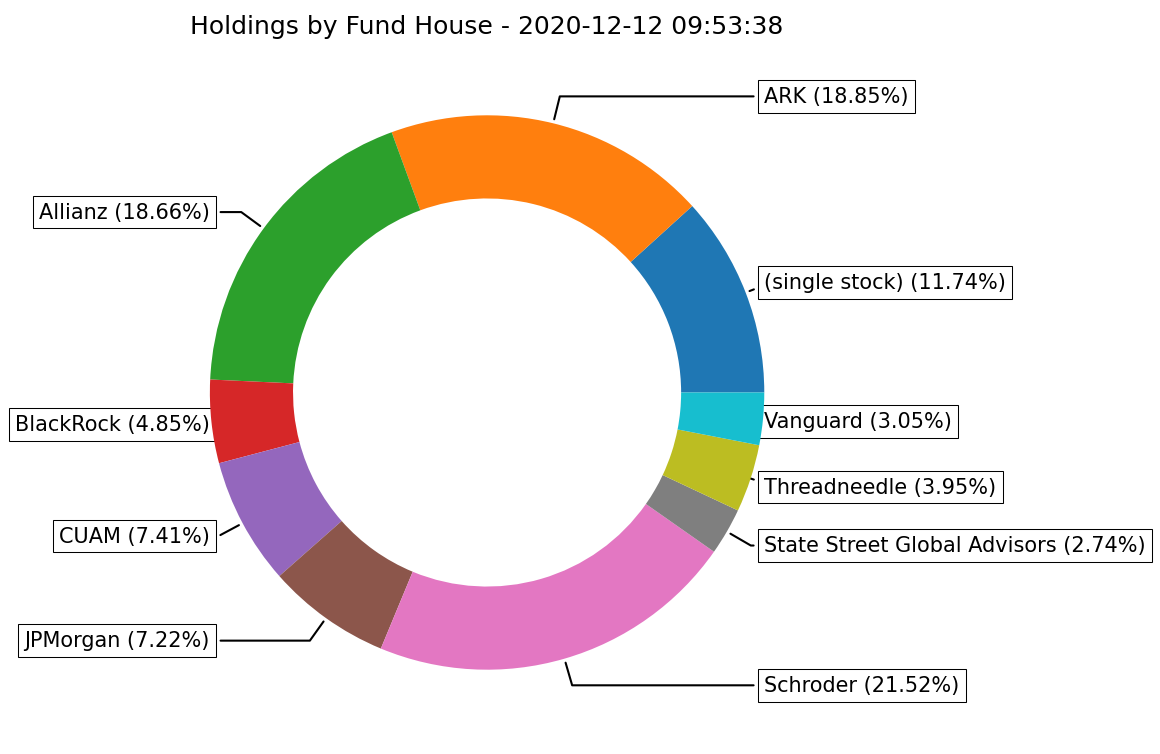 Holdings by Fund House - 2020-12-12 09:53:38
ARK (18.85%)
Allianz (18.66%)
(single stock) (11.74%)
BlackRock (4.85%)
Vanguard (3.05%)
Threadneedle (3.95%)
CUAM (7.41%)
State Street Global Advisors (2.74%)
JPMorgan (7.22%)
Schroder (21.52%)